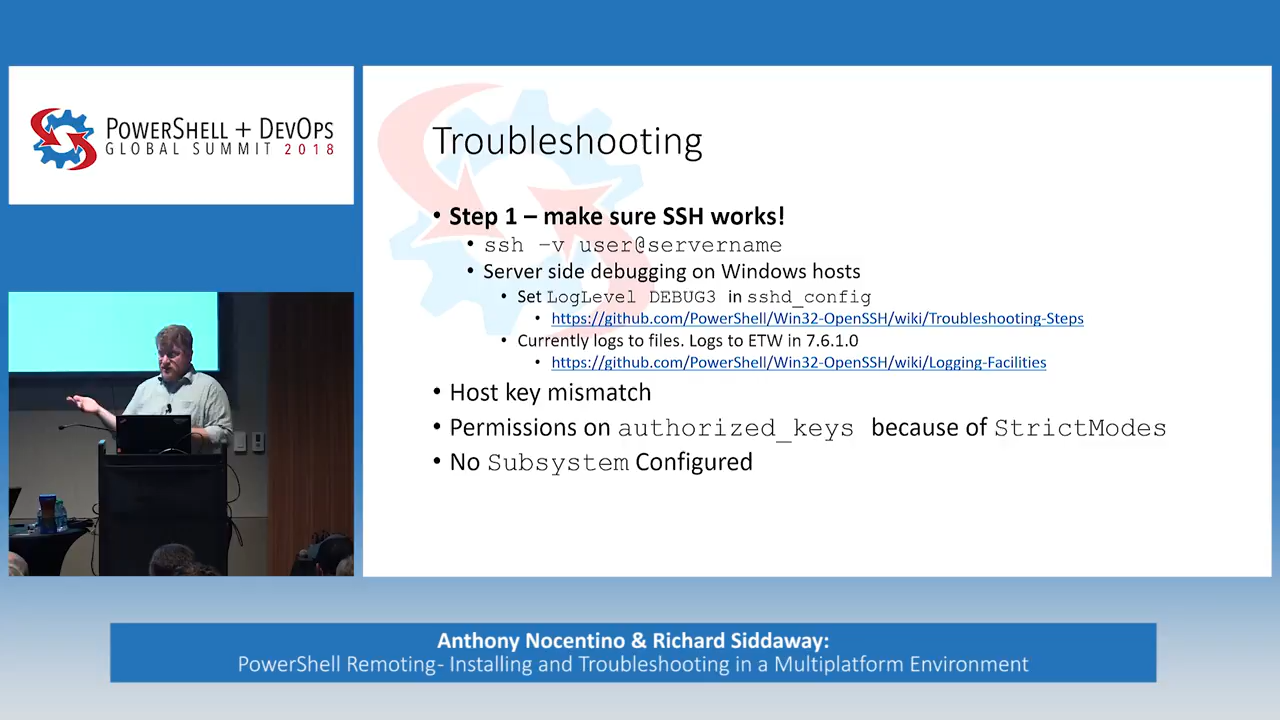 POWERSHELL + DEVOPS
GLOBAL SUMMIT 2018
Troubleshooting
• Step 1 – make sure SSH works!
• ssh –v user@servername
• Server side debugging on Windows hosts
• Set LogLevel DEBUG3 in sshd_config
• https://github.com/PowerShell/Win32-OpenSSH/wiki/Troubleshooting-Steps
• Currently logs to files. Logs to ETW in 7.6.1.0
• https://github.com/PowerShell/Win32-OpenSSH/wiki/Logging-Facilities
• Host key mismatch
• Permissions on authorized_keys because of StrictModes
• No Subsystem Configured
Anthony Nocentino & Richard Siddaway:
PowerShell Remoting - Installing and Troubleshooting in a Multiplatform Environment